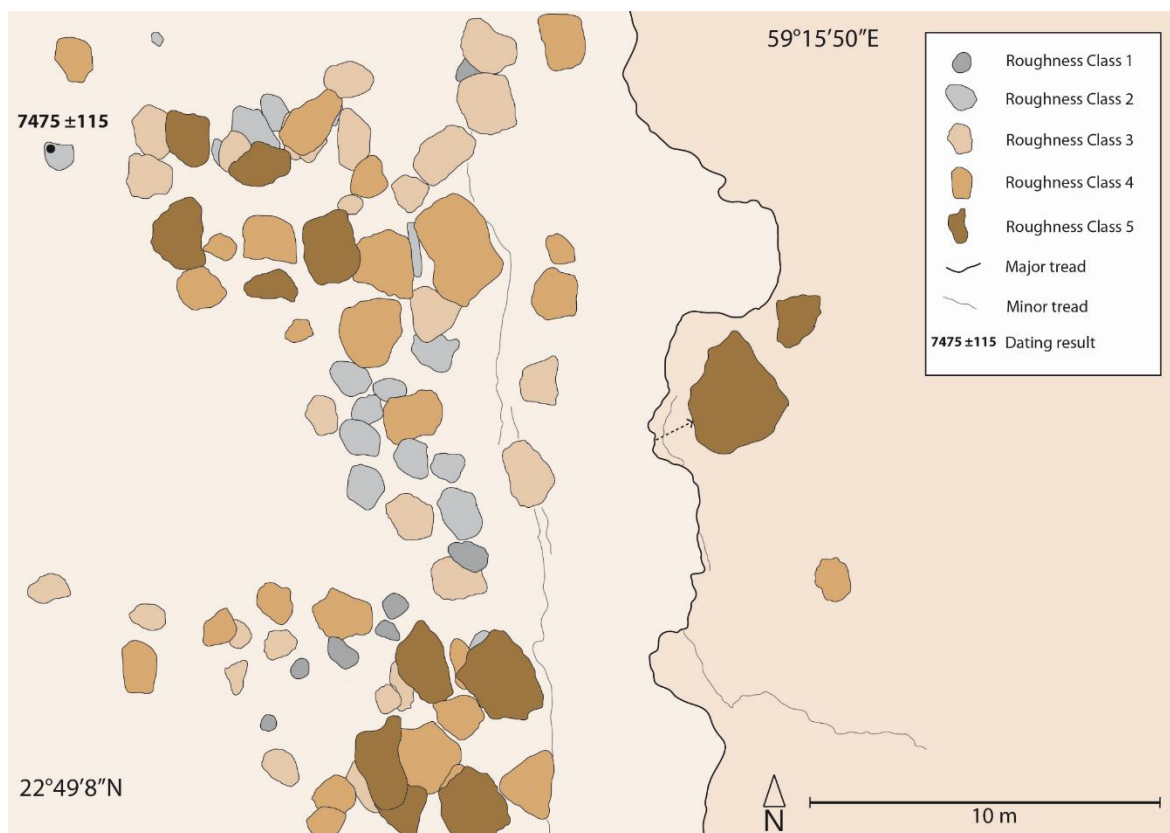 59°15’50”E
7475 ±115
Roughness Class 1
Roughness Class 2
Roughness Class 3
Roughness Class 4
Roughness Class 5
Major tread
Minor tread
7475 ±115 Dating result
22°49’8”N
N
10 m